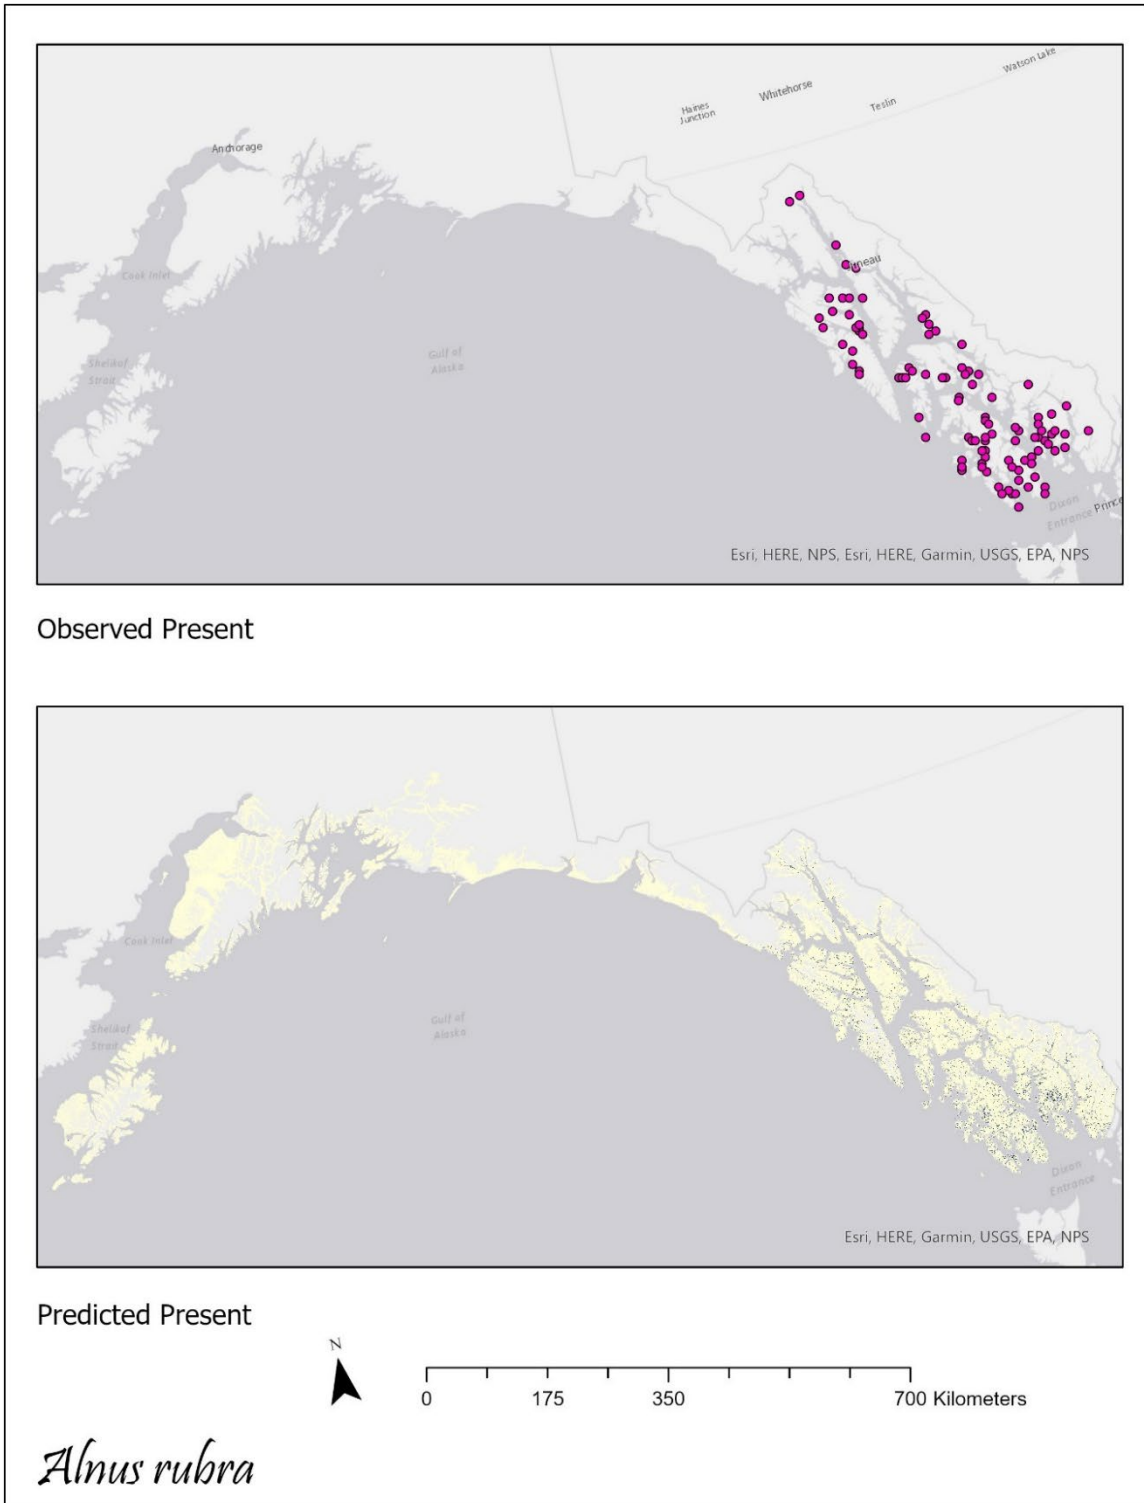 Watson Lake
Whitehorse
Haines
Junction
Teslin
Anchorage
Cook Inlet
Juneau
Gulf of
Alaska
Shelikof
Strait
Dixon
Entrance
Prince
Esri, HERE, NPS, Esri, HERE, Garmin, USGS, EPA, NPS
Observed Present
Cook Inlet
Gulf of
Alaska
Shelikof
Strait
Dixon
Entrance
Esri, HERE, Garmin, USGS, EPA, NPS
Predicted Present
N
0 175 350 700 Kilometers
Alnus rubra